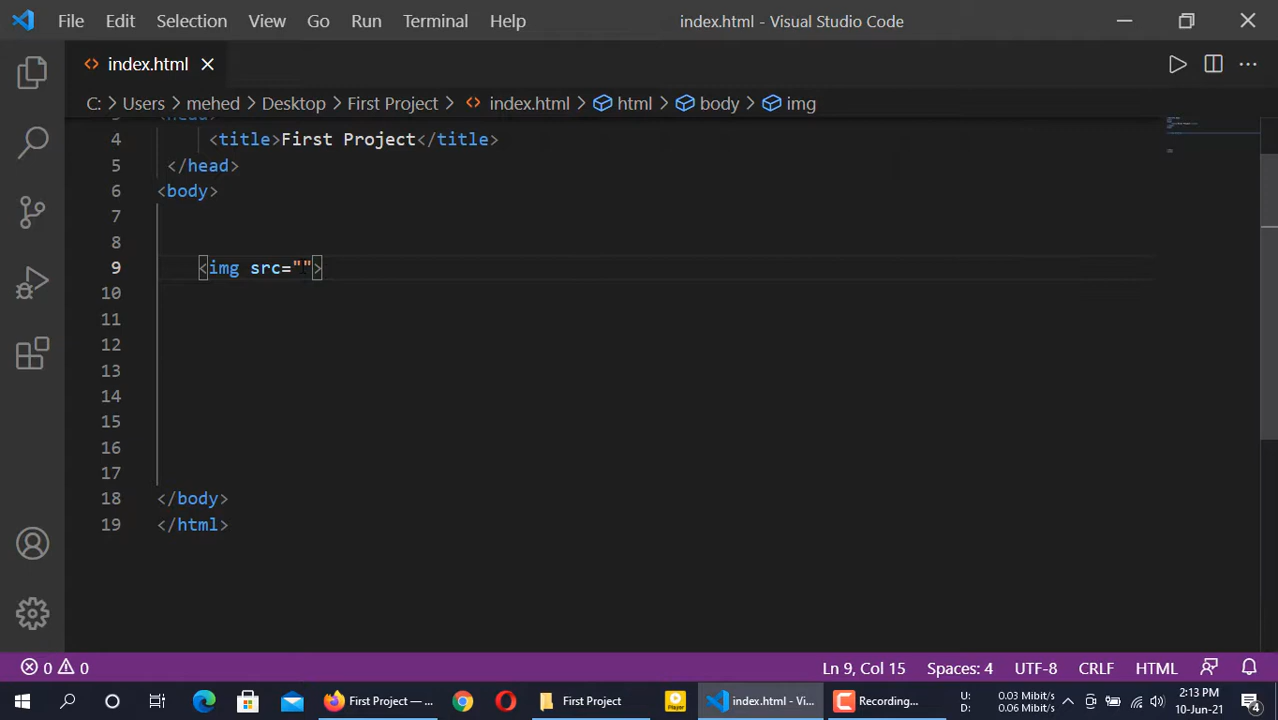 File Edit Selection View Go Run Terminal Help index.html - Visual Studio Code
index.html
C: Users mehed Desktop First Project index.html html body img
4 <title>First Project</title>
5 </head>
6 <body>
7
8
9 <img src="">
10
11
12
13
14
15
16
17
18 </body>
19 </html>
0 0 Ln 9, Col 15 Spaces: 4 UTF-8 CRLF HTML
First Project — ... First Project Player index.html - Vi... Recording... U: 0.03 Mibit/s 2:13 PM
D: 0.06 Mibit/s 10-Jun-21 4